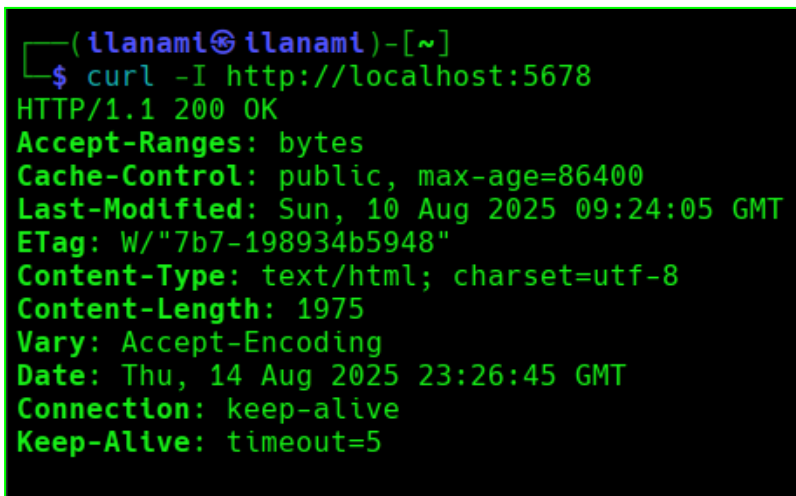 ┌──(ilanami㉿ilanami)-[~]
└─$ curl -I http://localhost:5678
HTTP/1.1 200 OK
Accept-Ranges: bytes
Cache-Control: public, max-age=86400
Last-Modified: Sun, 10 Aug 2025 09:24:05 GMT
ETag: W/"7b7-198934b5948"
Content-Type: text/html; charset=utf-8
Content-Length: 1975
Vary: Accept-Encoding
Date: Thu, 14 Aug 2025 23:26:45 GMT
Connection: keep-alive
Keep-Alive: timeout=5